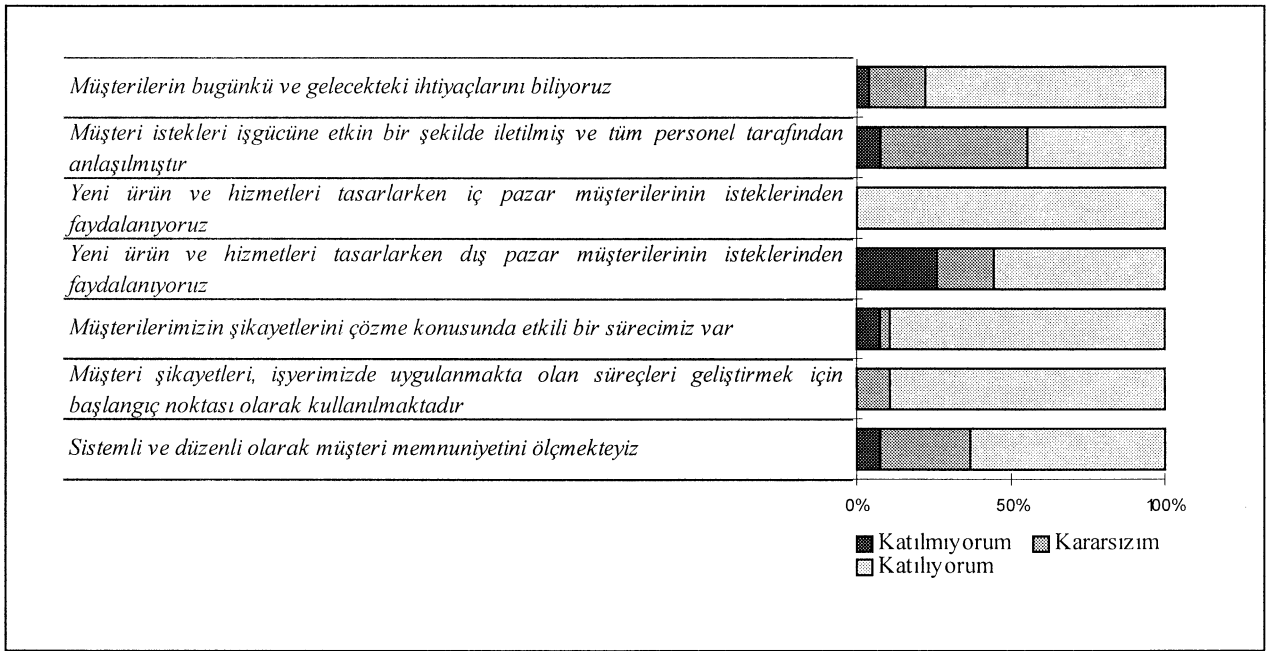 Müşterilerin bugünkü ve gelecekteki ihtiyaçlarını biliyoruz
Müşteri istekleri işgücüne etkin bir şekilde iletilmiş ve tüm personel tarafından
anlaşılmıştır
Yeni ürün ve hizmetleri tasarlarken iç pazar müşterilerinin isteklerinden
faydalanıyoruz
Yeni ürün ve hizmetleri tasarlarken dış pazar müşterilerinin isteklerinden
faydalanıyoruz
Müşterilerimizin şikayetlerini çözme konusunda etkili bir sürecimiz var
Müşteri şikayetleri, işyerimizde uygulanmakta olan süreçleri geliştirmek için
başlangıç noktası olarak kullanılmaktadır
Sistemli ve düzenli olarak müşteri memnuniyetini ölçmekteyiz
0% 50% 100%
Katılmıyorum Kararsızım
Katılıyorum